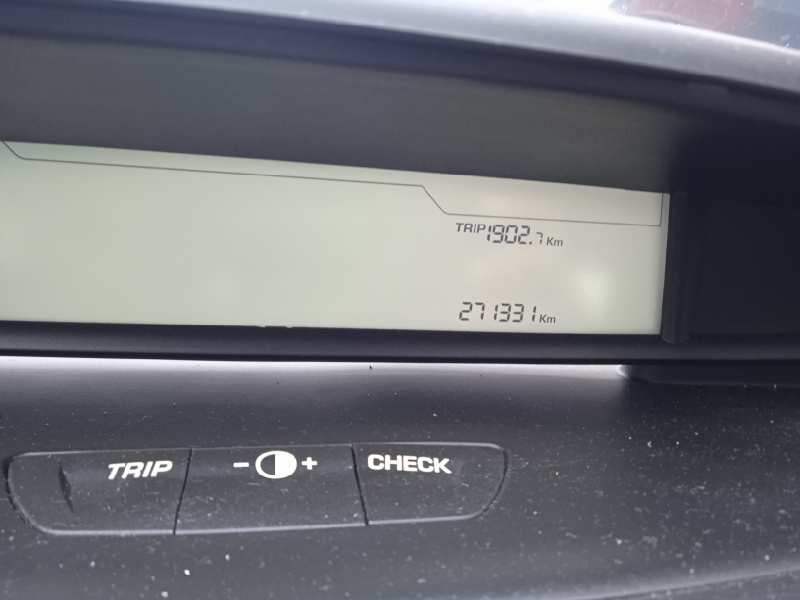 TRIP 1902.7 Km
271331 Km
TRIP - + CHECK